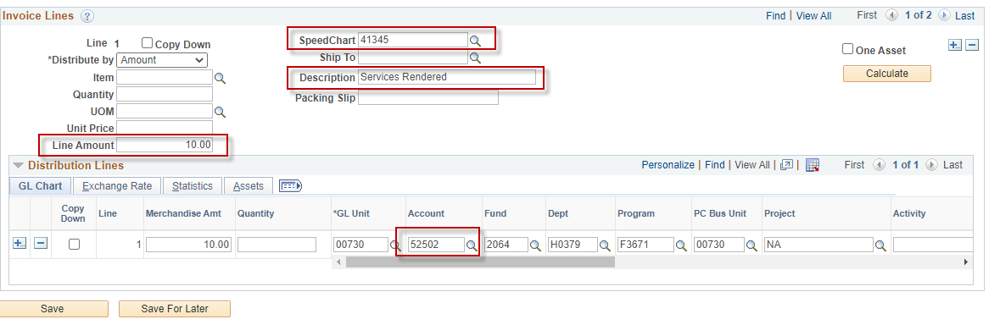 Invoice Lines ? Find | View All First 1 of 2 Last
Line 1 Copy Down SpeedChart 41345
One Asset
*Distribute by Amount Ship To
Item Description Services Rendered Calculate
Quantity Packing Slip
UOM
Unit Price
Line Amount 10.00
Distribution Lines Personalize | Find | View All | First 1 of 1 Last
GL Chart Exchange Rate Statistics Assets
Copy Down Line Merchandise Amt Quantity *GL Unit Account Fund Dept Program PC Bus Unit Project Activity
1 10.00 00730 52502 2064 H0379 F3671 00730 NA
Save Save For Later